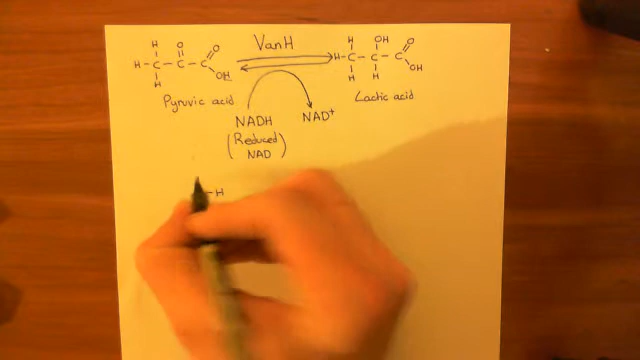 VanH
H O O
H-C-C-C
H OH
Pyruvic acid
H OH O
H-C-C-C
H H OH
Lactic acid
NADH
NAD+
(Reduced
NAD)
-H